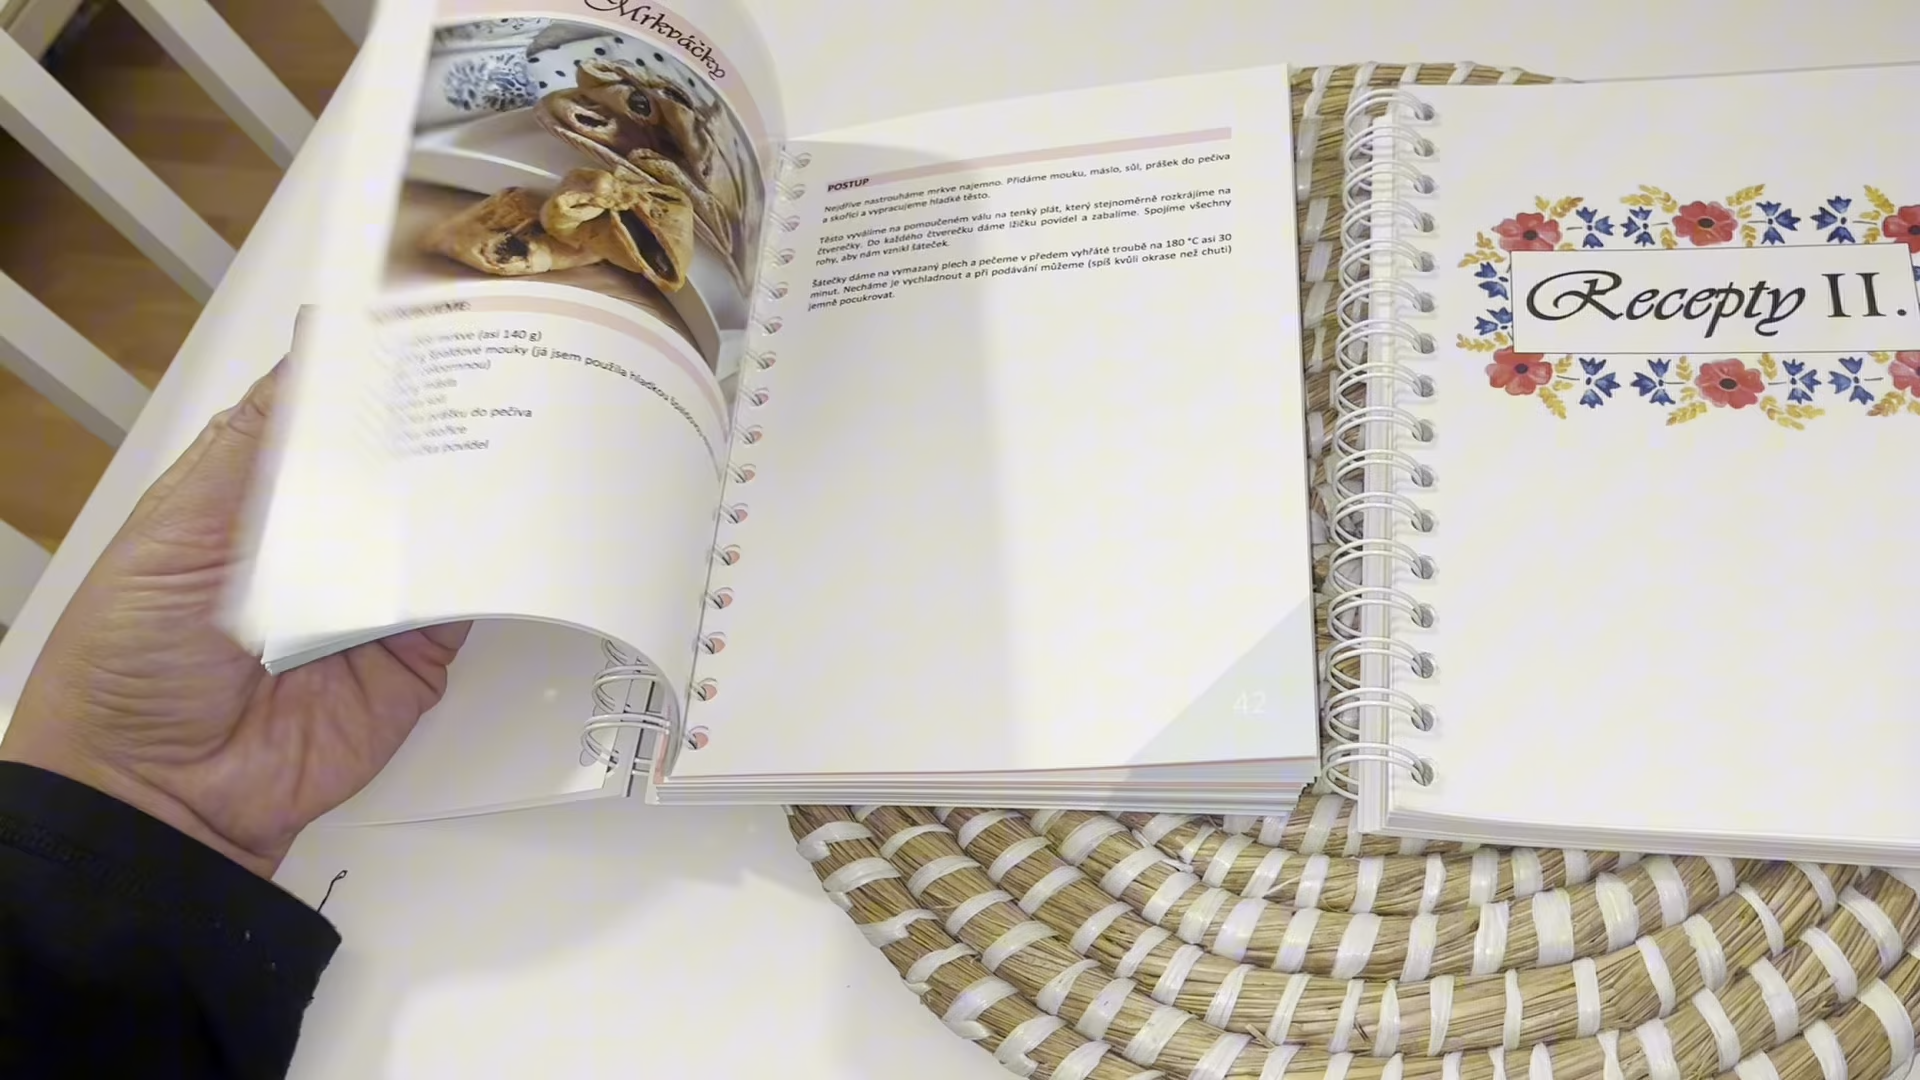 Mrkváčky
mrkve (asi 140 g)
špaldové mouky (já jsem použila hladkou
másla
soli
prášku do pečiva
skořice
povidel
POSTUP
Nejdříve nastrouháme mrkve najemno. Přidáme mouku, máslo, sůl, prášek do pečiva
a skořici a vypracujeme hladké těsto.
Těsto vyválíme na pomoučeném válu na tenký plát, který stejnoměrně rozkrájíme na
čtverečky. Do každého čtverečku dáme lžičku povidel a zabalíme. Spojíme všechny
rohy, aby nám vznikl šáteček.
Šátečky dáme na vymazaný plech a pečeme v předem vyhřáté troubě na 180 °C asi 30
minut. Necháme je vychladnout a při podávání můžeme (spíš kvůli okrase než chuti)
jemně pocukrovat.
42
Recepty II.